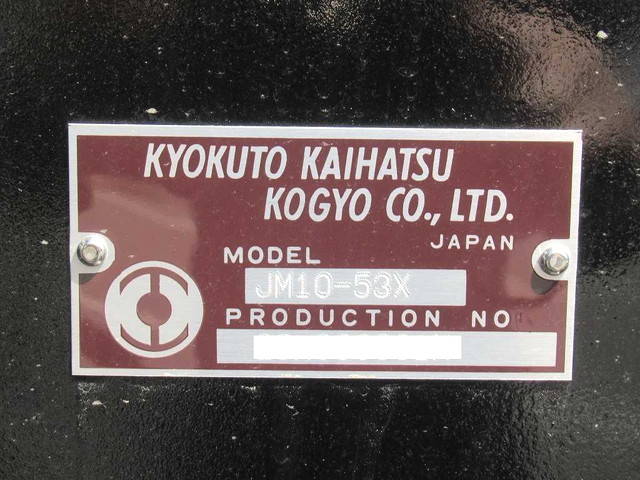 KYOKUTO KAIHATSU
KOGYO CO., LTD.
JAPAN
MODEL
JM10-53X
PRODUCTION NO